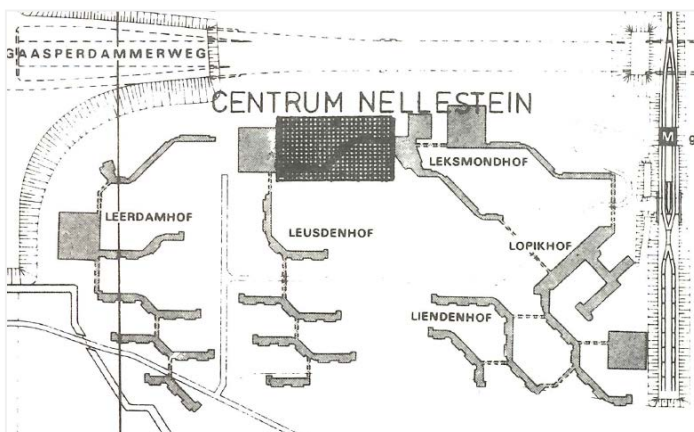 GAASPERDAMMERWEG
CENTRUM NELLESTEIN
M
g
LEKSMONDHOF
LEERDAMHOF
LEUSDENHOF
LOPIKHOF
LIENDENHOF